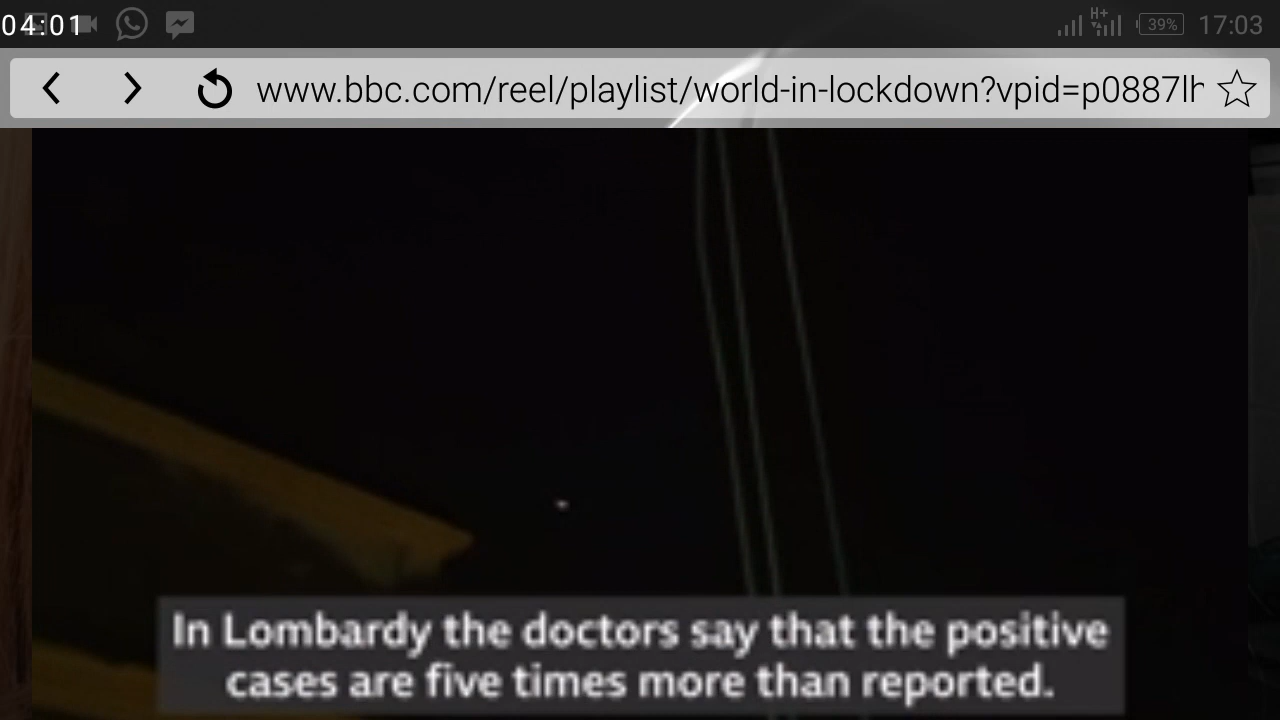 04:01
H+
39%
17:03
www.bbc.com/reel/playlist/world-in-lockdown?vpid=p0887lh
In Lombardy the doctors say that the positive
cases are five times more than reported.